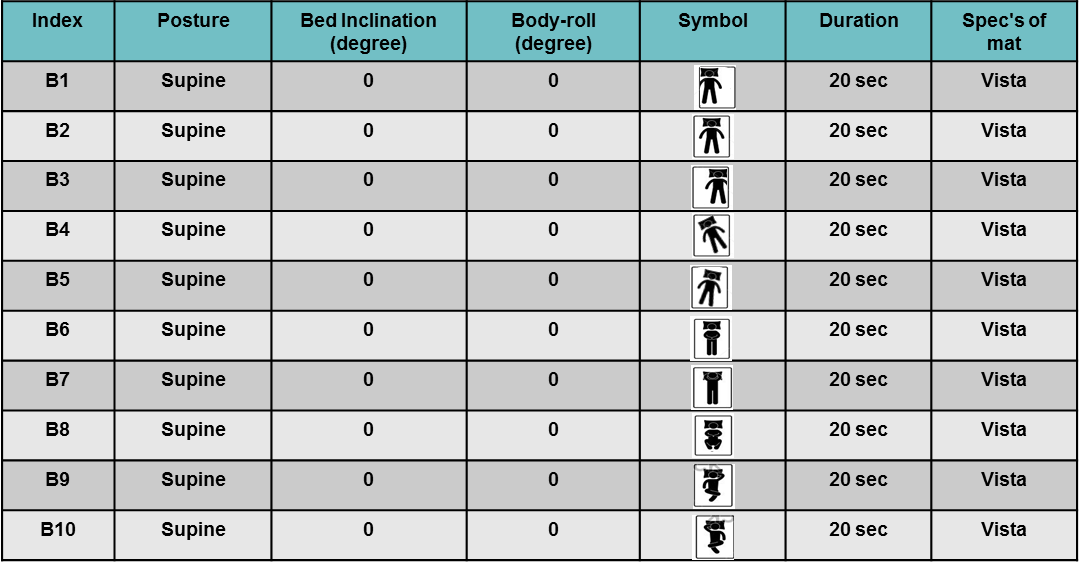 Index Posture Bed Inclination (degree) Body-roll (degree) Symbol Duration Spec's of mat
B1 Supine 0 0 20 sec Vista
B2 Supine 0 0 20 sec Vista
B3 Supine 0 0 20 sec Vista
B4 Supine 0 0 20 sec Vista
B5 Supine 0 0 20 sec Vista
B6 Supine 0 0 20 sec Vista
B7 Supine 0 0 20 sec Vista
B8 Supine 0 0 20 sec Vista
B9 Supine 0 0 20 sec Vista
B10 Supine 0 0 20 sec Vista